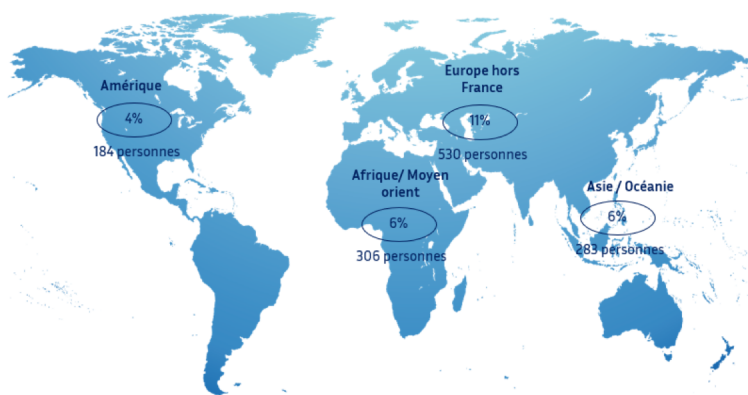 Amérique
4%
184 personnes
Europe hors
France
11%
530 personnes
Afrique/ Moyen
orient
6%
306 personnes
Asie / Océanie
6%
283 personnes